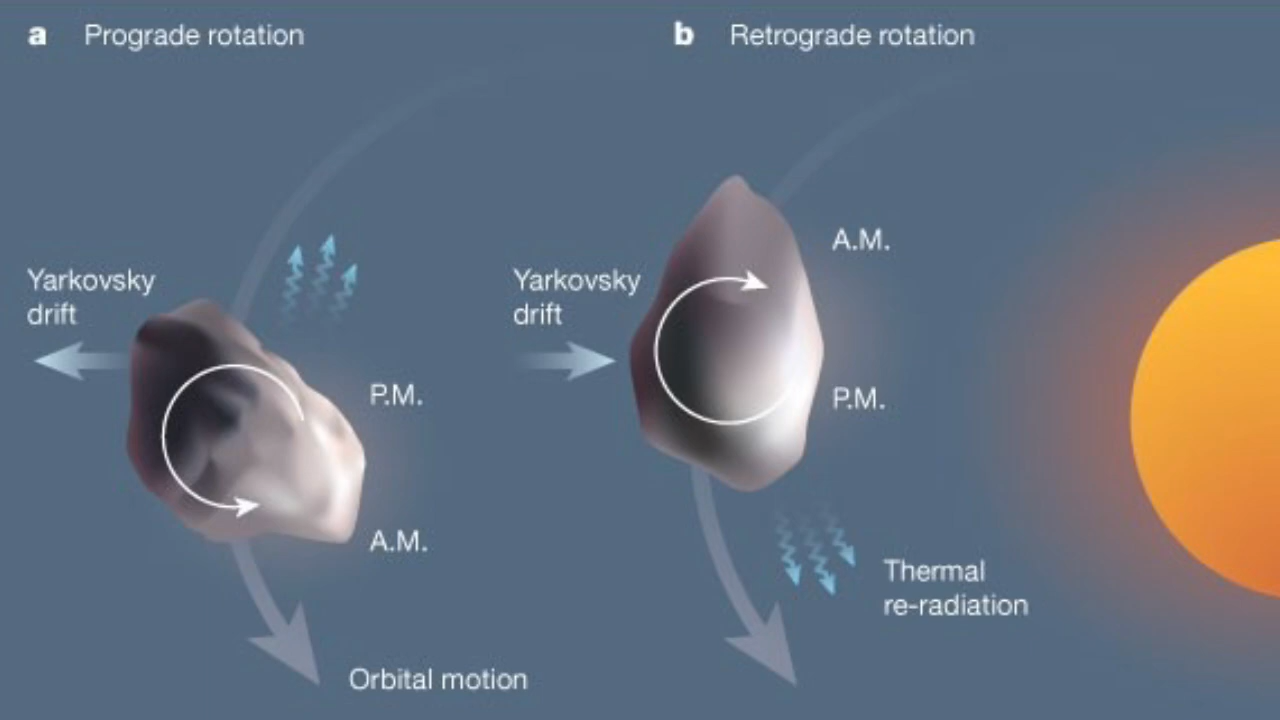 a Prograde rotation
b Retrograde rotation
Yarkovsky
drift
P.M.
A.M.
Orbital motion
Yarkovsky
drift
A.M.
P.M.
Thermal
re-radiation